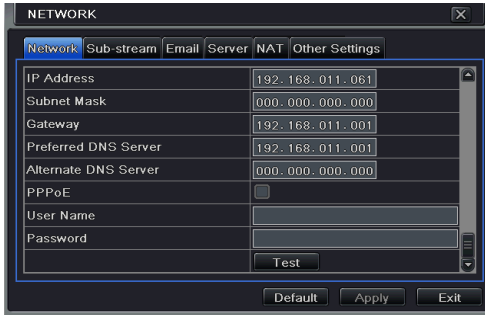 NETWORK
Network Sub-stream Email Server NAT Other Settings
IP Address 192.168.011.061
Subnet Mask 000.000.000.000
Gateway 192.168.011.001
Preferred DNS Server 192.168.011.001
Alternate DNS Server 000.000.000.000
PPPoE
User Name
Password
Test
Default Apply Exit